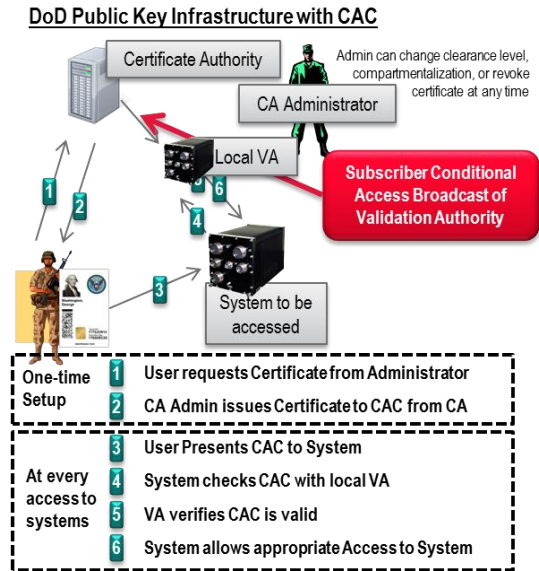 DoD Public Key Infrastructure with CAC
Certificate Authority
Admin can change clearance level,
compartmentalization, or revoke
certificate at any time
CA Administrator
Local VA
Subscriber Conditional
Access Broadcast of
Validation Authority
1
2
5
6
4
3
Washington,
George
System to be
accessed
One-time
Setup
1 User requests Certificate from Administrator
2 CA Admin issues Certificate to CAC from CA
At every
access to
systems
3 User Presents CAC to System
4 System checks CAC with local VA
5 VA verifies CAC is valid
6 System allows appropriate Access to System